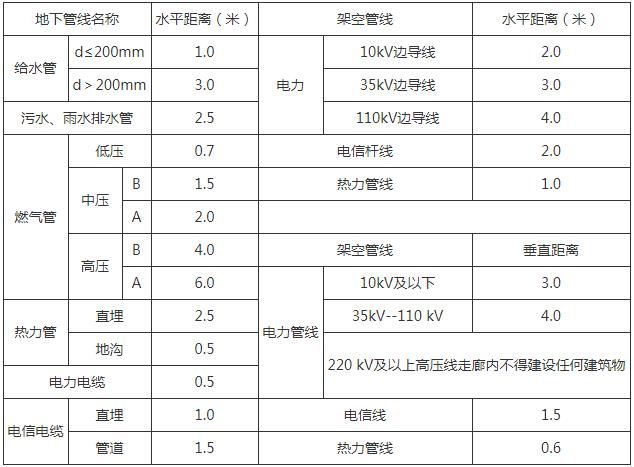 地下管线名称 水平距离（米） 架空管线 水平距离（米）
给水管 d≤200mm 1.0 电力 10kV边导线 2.0
d＞200mm 3.0 35kV边导线 3.0
污水、雨水排水管 2.5 110kV边导线 4.0
燃气管 低压 0.7 电信杆线 2.0
中压 B 1.5 热力管线 1.0
A 2.0
高压 B 4.0 架空管线 垂直距离
A 6.0 电力管线 10kV及以下 3.0
热力管 直埋 2.5 35kV--110 kV 4.0
地沟 0.5 220 kV及以上高压线走廊内不得建设任何建筑物
电力电缆 0.5
电信电缆 直埋 1.0 电信线 1.5
管道 1.5 热力管线 0.6